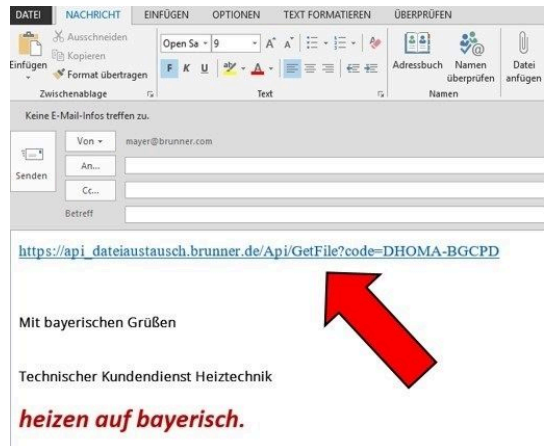 DATEI NACHRICHT EINFÜGEN OPTIONEN TEXT FORMATIEREN ÜBERPRÜFEN
Einfügen
Ausschneiden
Kopieren
Format übertragen
Zwischenablage
Open Sa 9
F K U
Text
Adressbuch
Namen überprüfen
Namen
Datei anfügen
Keine E-Mail-Infos treffen zu.
Senden
Von mayer@brunner.com
An...
Cc...
Betreff
https://api_dateiaustausch.brunner.de/Api/GetFile?code=DHOMA-BGCPD
Mit bayerischen Grüßen
Technischer Kundendienst Heiztechnik
heizen auf bayerisch.